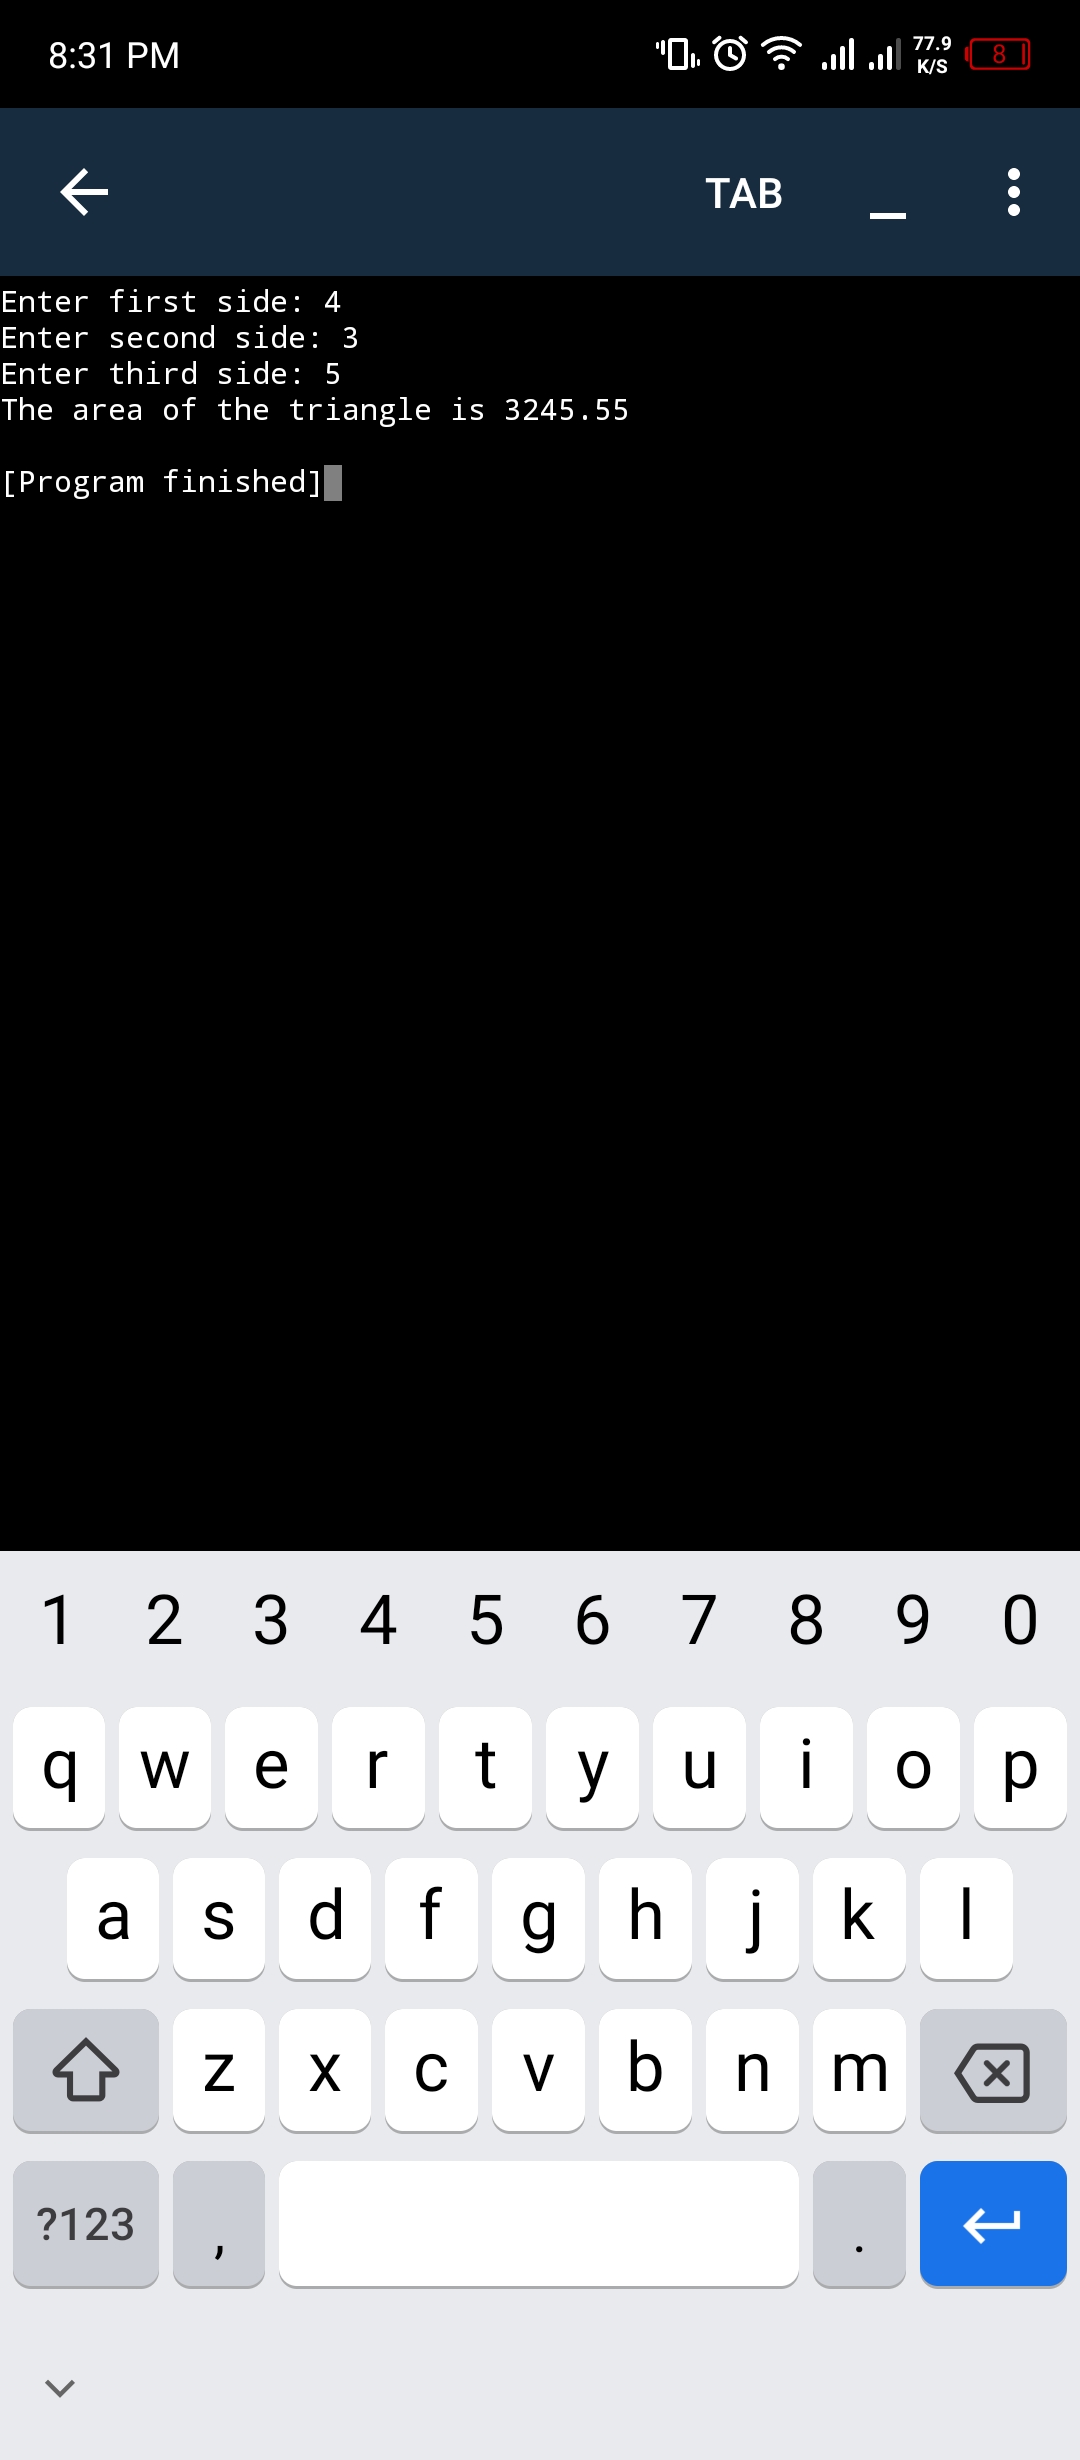 8:31 PM
77.9
K/S
8
TAB
Enter first side: 4
Enter second side: 3
Enter third side: 5
The area of the triangle is 3245.55
[Program finished]
1 2 3 4 5 6 7 8 9 0
q w e r t y u i o p
a s d f g h j k l
z x c v b n m
?123 , .